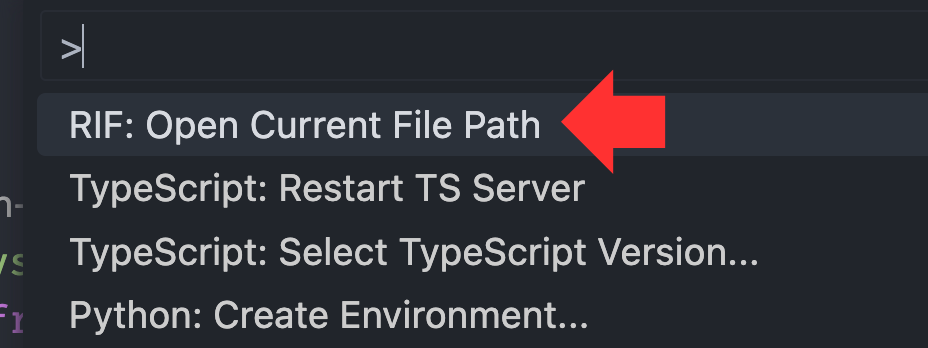 >
RIF: Open Current File Path
TypeScript: Restart TS Server
TypeScript: Select TypeScript Version...
Python: Create Environment...